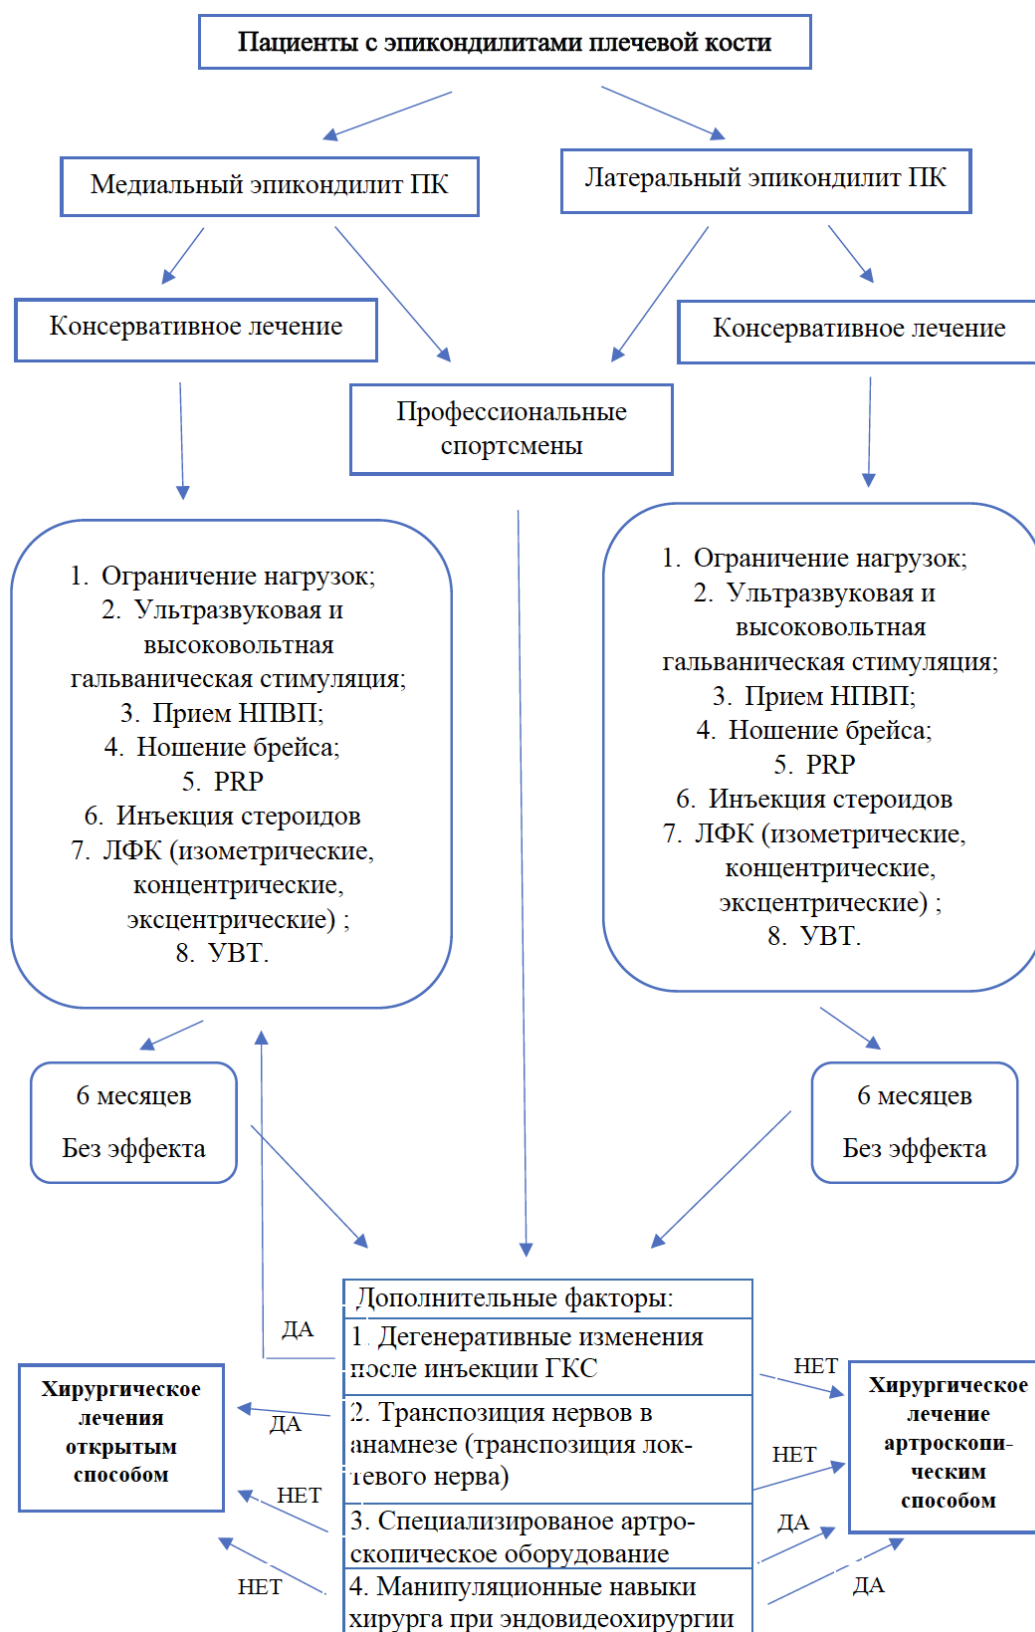 Пациенты с эпикондилитами плечевой кости
Медиальный эпикондилит ПК
Латеральный эпикондилит ПК
Консервативное лечение
Консервативное лечение
Профессиональные
спортсмены
1. Ограничение нагрузок;
2. Ультразвуковая и
высоковольтная
гальваническая стимуляция;
3. Прием НПВП;
4. Ношение брейса;
5. PRP
6. Инъекция стероидов
7. ЛФК (изометрические,
концентрические,
эксцентрические) ;
8. УВТ.
1. Ограничение нагрузок;
2. Ультразвуковая и
высоковольтная
гальваническая стимуляция;
3. Прием НПВП;
4. Ношение брейса;
5. PRP
6. Инъекция стероидов
7. ЛФК (изометрические,
концентрические,
эксцентрические) ;
8. УВТ.
6 месяцев
Без эффекта
6 месяцев
Без эффекта
Дополнительные факторы:
1. Дегенеративные изменения
после инъекции ГКС
2. Транспозиция нервов в
анамнезе (транспозиция лок-
тевого нерва)
3. Специализированое артро-
скопическое оборудование
4. Манипуляционные навыки
хирурга при эндовидеохирургии
ДА
ДА
НЕТ
НЕТ
НЕТ
НЕТ
ДА
ДА
Хирургическое
лечения
открытым
способом
Хирургическое
лечение
артроскопи-
ческим
способом